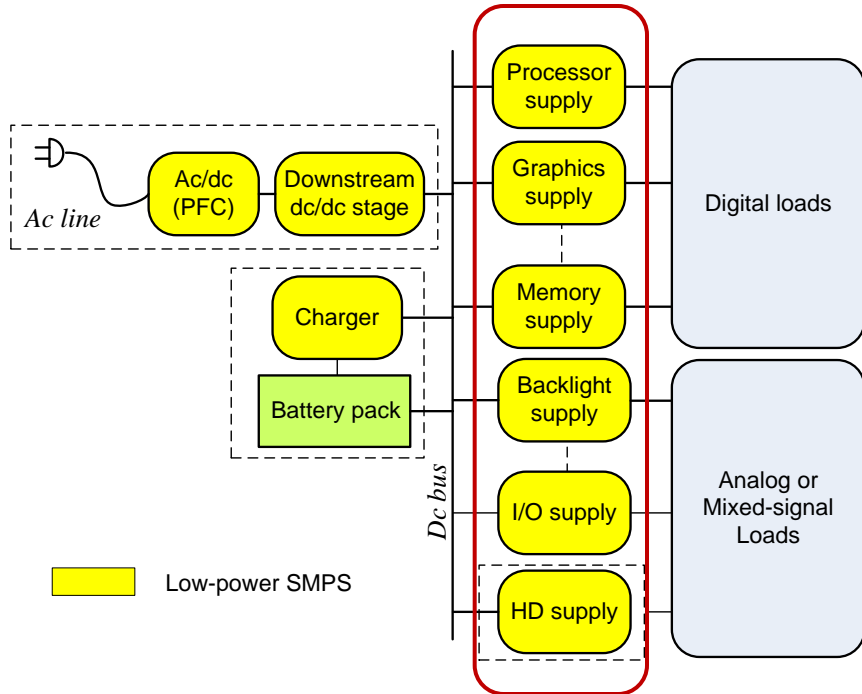 Processor
supply
Ac/dc
(PFC)
Downstream
dc/dc stage
Ac line
Graphics
supply
Digital loads
Charger
Memory
supply
Battery pack
Backlight
supply
Dc bus
I/O supply
Analog or
Mixed-signal
Loads
Low-power SMPS
HD supply